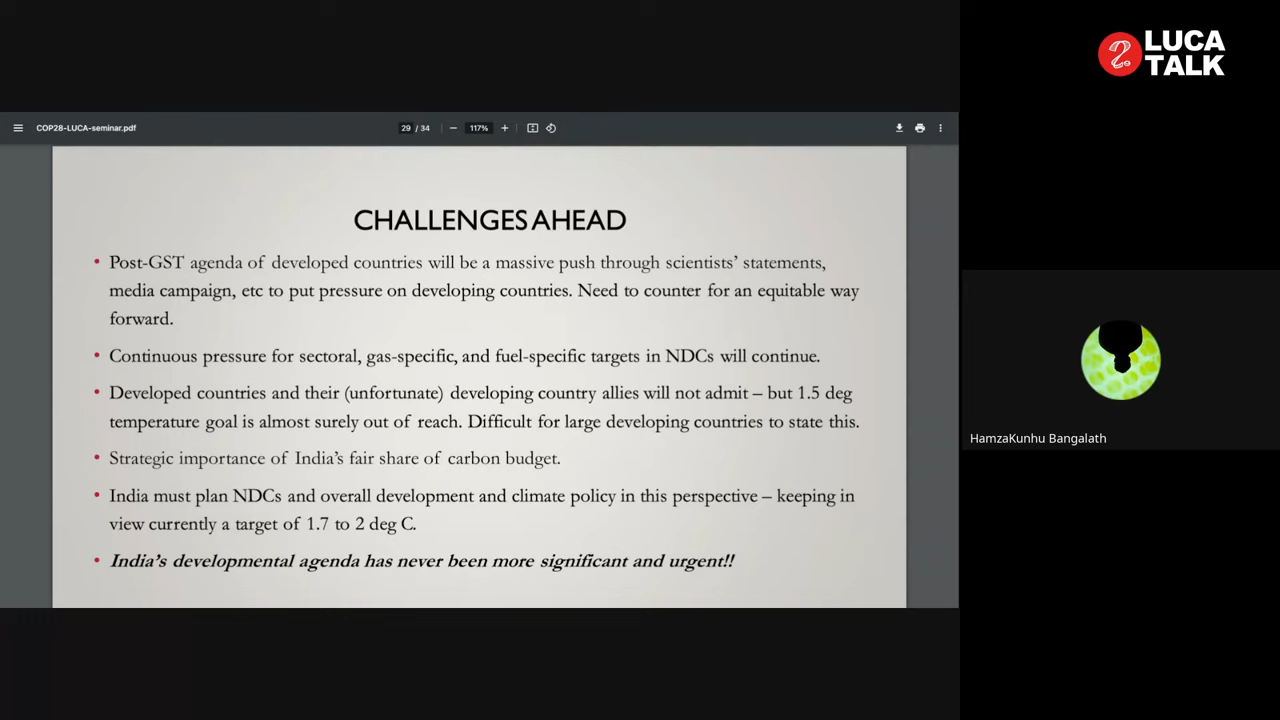 LUCA
TALK
COP28-LUCA-seminar.pdf
29 / 34
117%
CHALLENGES AHEAD
• Post-GST agenda of developed countries will be a massive push through scientists’ statements,
media campaign, etc to put pressure on developing countries. Need to counter for an equitable way
forward.
• Continuous pressure for sectoral, gas-specific, and fuel-specific targets in NDCs will continue.
• Developed countries and their (unfortunate) developing country allies will not admit – but 1.5 deg
temperature goal is almost surely out of reach. Difficult for large developing countries to state this.
• Strategic importance of India’s fair share of carbon budget.
• India must plan NDCs and overall development and climate policy in this perspective – keeping in
view currently a target of 1.7 to 2 deg C.
• India’s developmental agenda has never been more significant and urgent!!
HamzaKunhu Bangalath